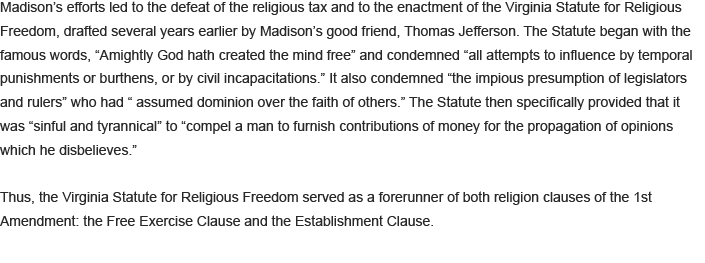 Madison’s efforts led to the defeat of the religious tax and to the enactment of the Virginia Statute for Religious
Freedom, drafted several years earlier by Madison’s good friend, Thomas Jefferson. The Statute began with the
famous words, “Amightly God hath created the mind free” and condemned “all attempts to influence by temporal
punishments or burthens, or by civil incapacitations.” It also condemned “the impious presumption of legislators
and rulers” who had “ assumed dominion over the faith of others.” The Statute then specifically provided that it
was “sinful and tyrannical” to “compel a man to furnish contributions of money for the propagation of opinions
which he disbelieves.”
Thus, the Virginia Statute for Religious Freedom served as a forerunner of both religion clauses of the 1st
Amendment: the Free Exercise Clause and the Establishment Clause.